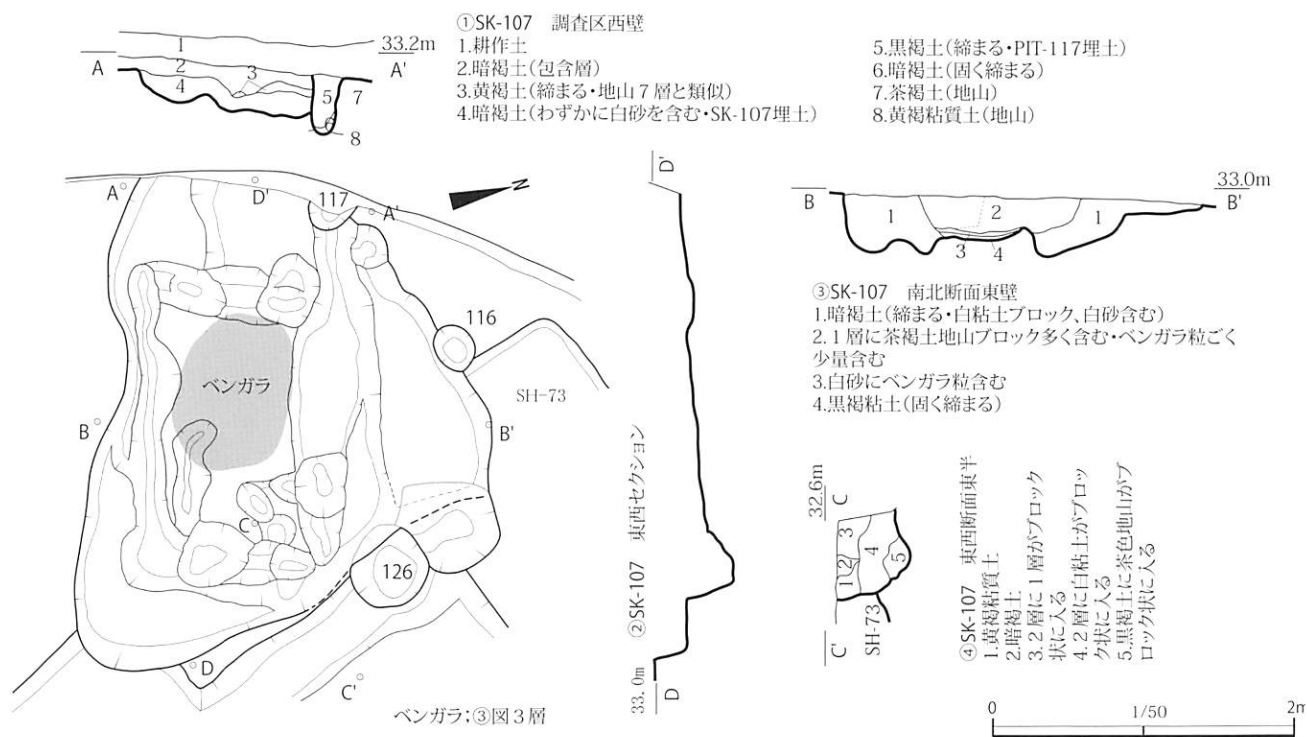 ①SK-107 調査区西壁
1.耕作土
2.暗褐土(包含層)
3.黄褐土(締まる・地山7層と類似)
4.暗褐土(わずかに白砂を含む・SK-107埋土)
5.黒褐土(締まる・PIT-117埋土)
6.暗褐土(固く締まる)
7.茶褐土(地山)
8.黄褐粘質土(地山)
33.2m
A
A'
1
2
3
4
5
6
7
8
A
D'
117
A'
N
116
SH-73
ベンガラ
B
B'
C
126
D
C'
ベンガラ;③図3層
D'
②SK-107 東西セクション
33.0m
D
33.0m
B
B'
1
2
1
3
4
③SK-107 南北断面東壁
1.暗褐土(締まる・白粘土ブロック、白砂含む)
2.1層に茶褐土地山ブロック多く含む・ベンガラ粒ごく
少量含む
3.白砂にベンガラ粒含む
4.黒褐粘土(固く締まる)
32.6m
C
3
4
5
1
2
C'
SH-73
④SK-107 東西断面東半
1.黄褐粘質土
2.暗褐土
3.2層に1層がブロック
状に入る
4.2層に白粘土がブロッ
ク状に入る
5.黒褐土に茶色地山がブ
ロック状に入る
0
1/50
2m